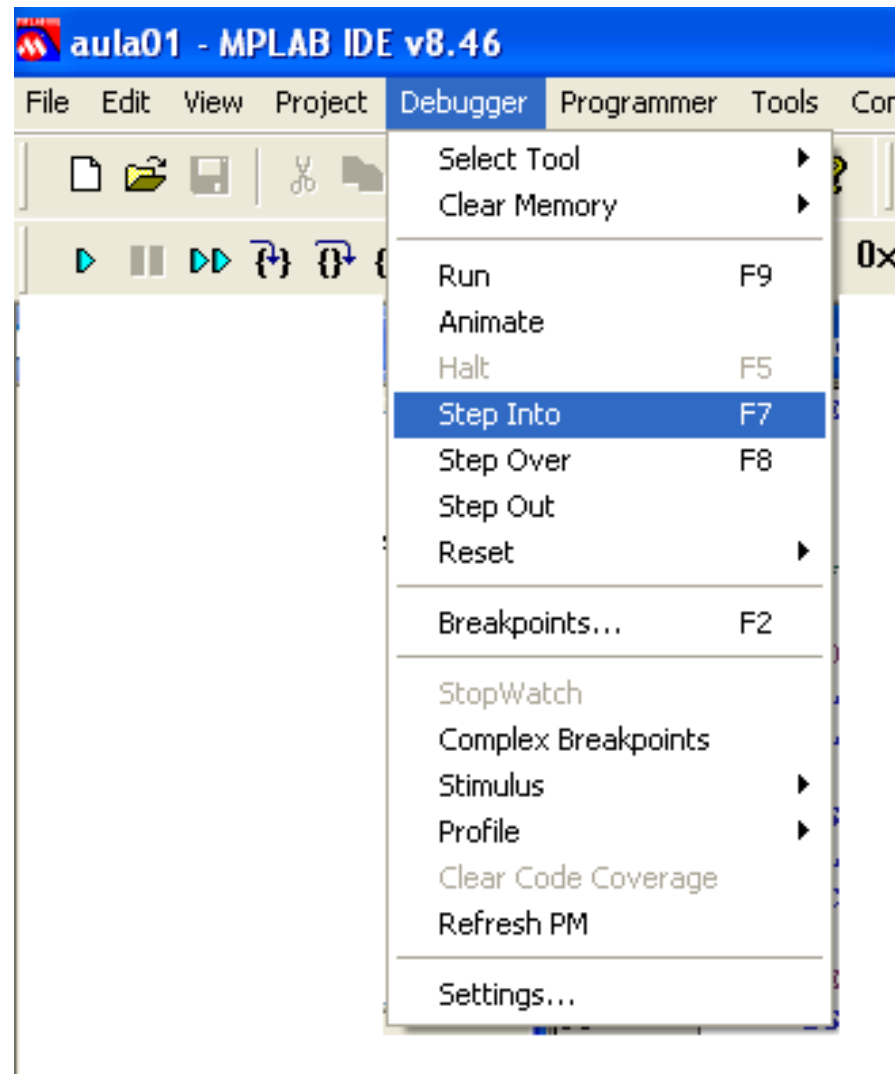 aula01 - MPLAB IDE v8.46
File Edit View Project Debugger Programmer Tools
Select Tool
Clear Memory
Run F9
Animate
Halt F5
Step Into F7
Step Over F8
Step Out
Reset
Breakpoints... F2
StopWatch
Complex Breakpoints
Stimulus
Profile
Clear Code Coverage
Refresh PM
Settings...